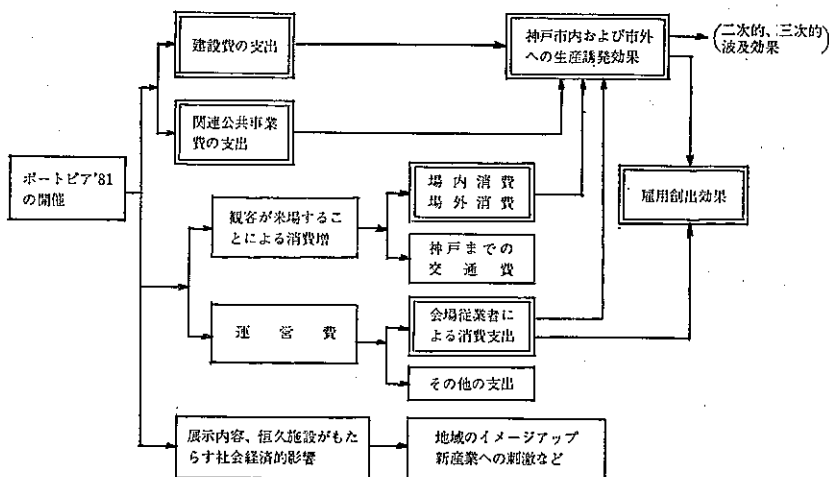 建設費の支出
神戸市内および市外
への生産誘発効果
(二次的、三次的
波及効果)
関連公共事業
費の支出
ポートピア'81
の開催
場内消費
場外消費
雇用創出効果
観客が来場するこ
とによる消費増
神戸までの
交通費
運営費
会場従業者に
よる消費支出
その他の支出
展示内容、恒久施設がもた
らす社会経済的影響
地域のイメージアップ
新産業への刺激など